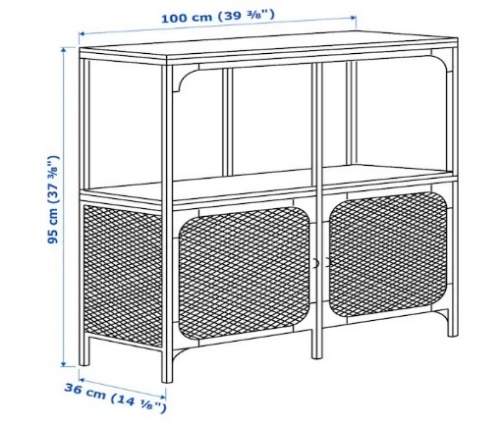 100 cm (39 ⅜")
95 cm (37 ⅜")
36 cm (14 ⅛")